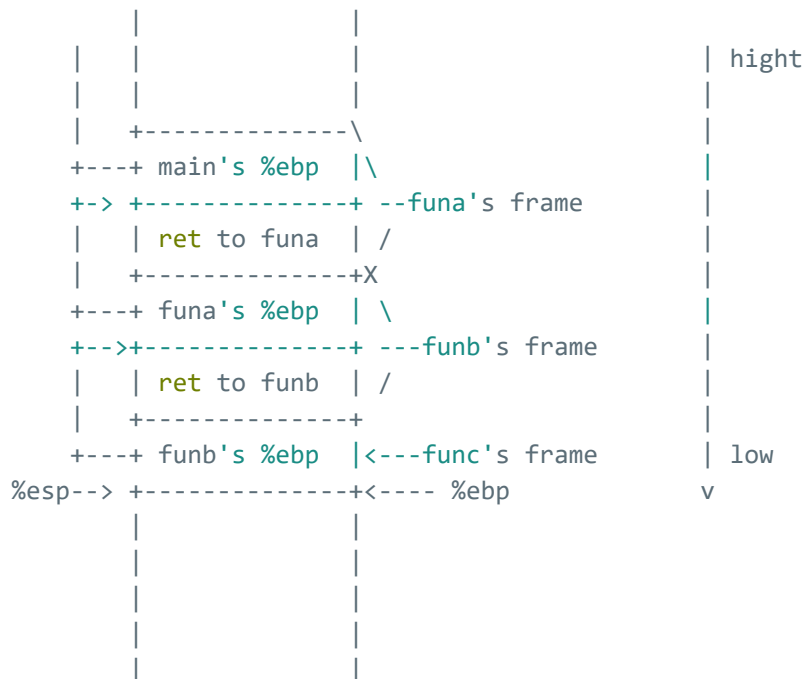 hight
main's %ebp
--funa's frame
ret to funa
X
funa's %ebp
---funb's frame
ret to funb
funb's %ebp |<---func's frame | low
%esp--> +--------------+<---- %ebp v